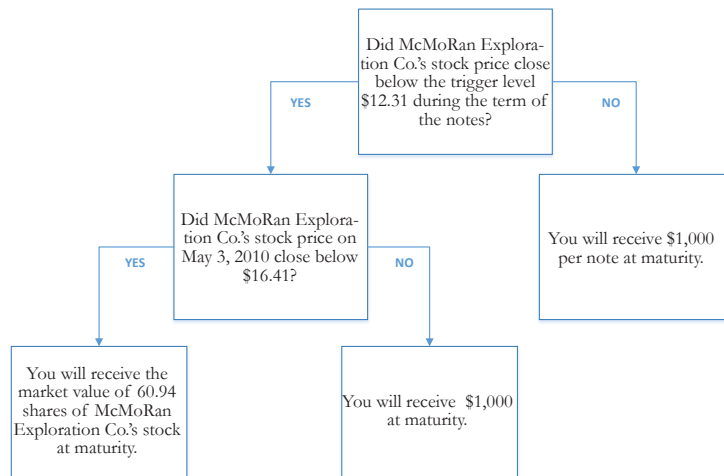 Did McMoRan Explora-
tion Co.'s stock price close
below the trigger level
$12.31 during the term of
the notes?
YES
NO
Did McMoRan Explora-
tion Co.'s stock price on
May 3, 2010 close below
$16.41?
You will receive $1,000
per note at maturity.
YES
NO
You will receive the
market value of 60.94
shares of McMoRan
Exploration Co.'s stock
at maturity.
You will receive $1,000
at maturity.